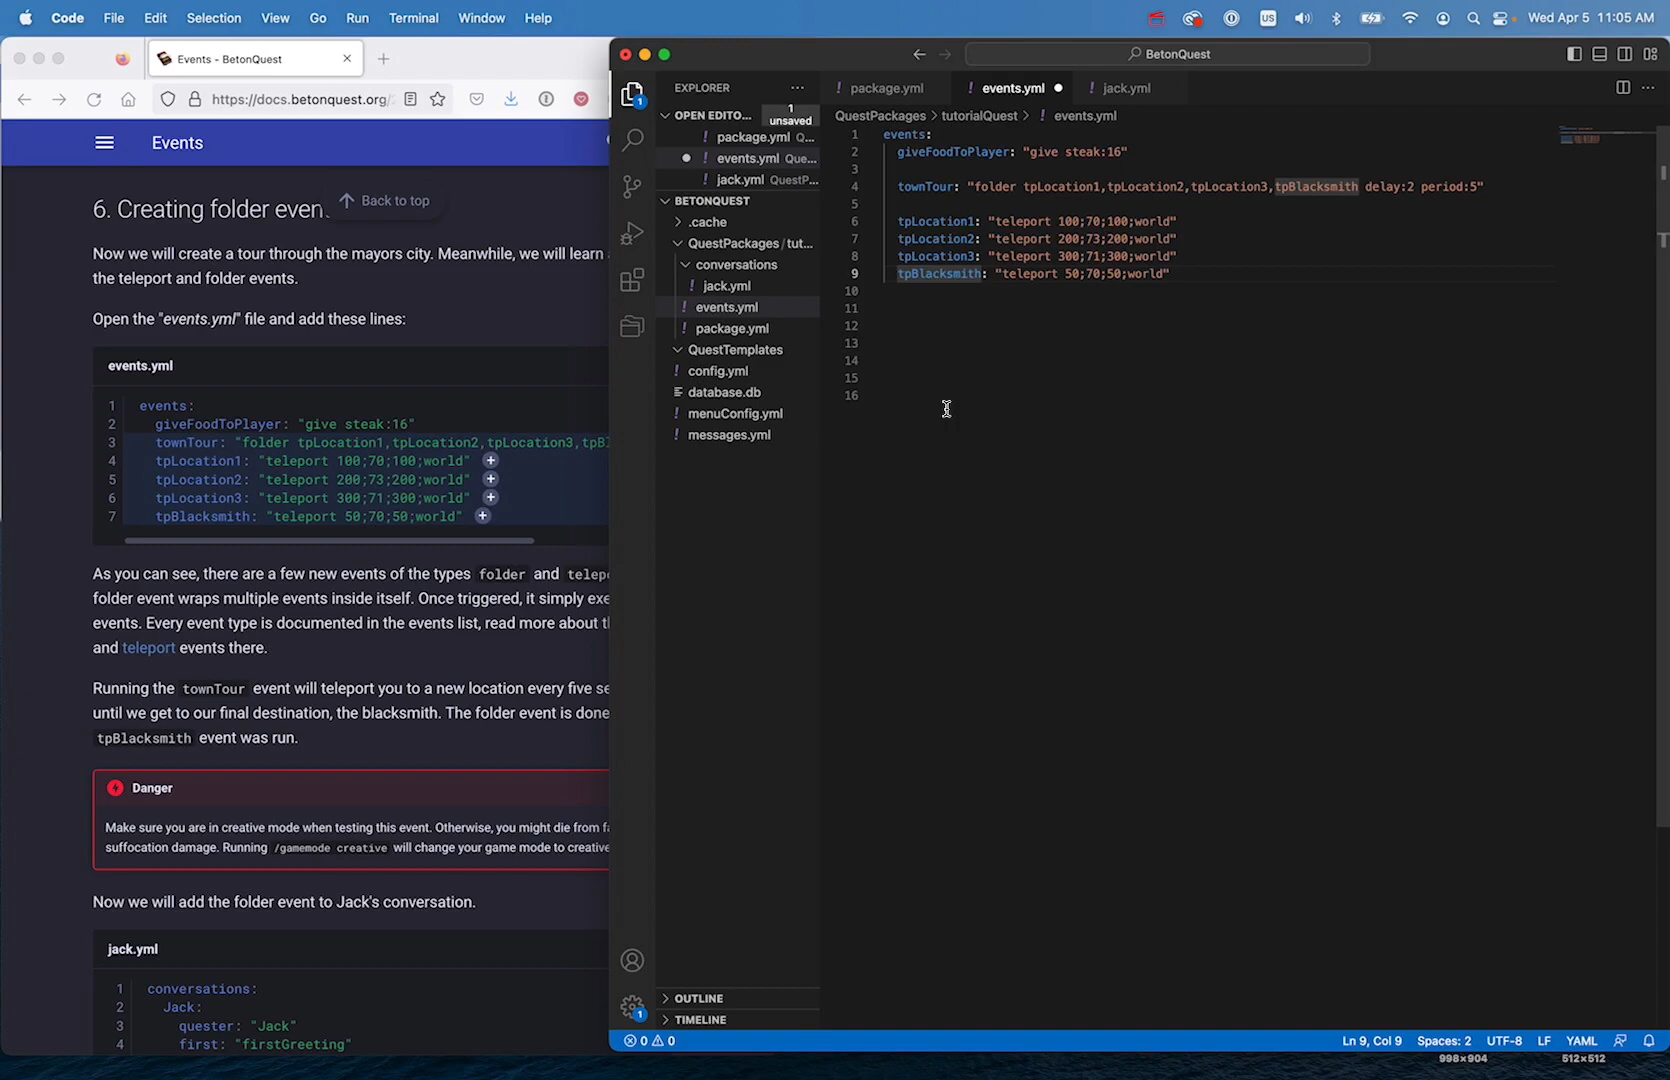 Code File Edit Selection View Go Run Terminal Window Help US Wed Apr 5 11:05 AM
Events - BetonQuest
https://docs.betonquest.org/
Events
Back to top
6. Creating folder even
Now we will create a tour through the mayors city. Meanwhile, we will learn
the teleport and folder events.
Open the "events.yml" file and add these lines:
events.yml
1 events:
2 giveFoodToPlayer: "give steak:16"
3 townTour: "folder tpLocation1,tpLocation2,tpLocation3,tpBl
4 tpLocation1: "teleport 100;70;100;world"
5 tpLocation2: "teleport 200;73;200;world"
6 tpLocation3: "teleport 300;71;300;world"
7 tpBlacksmith: "teleport 50;70;50;world"
As you can see, there are a few new events of the types folder and telepo
folder event wraps multiple events inside itself. Once triggered, it simply exe
events. Every event type is documented in the events list, read more about t
and teleport events there.
Running the townTour event will teleport you to a new location every five se
until we get to our final destination, the blacksmith. The folder event is done
tpBlacksmith event was run.
Danger
Make sure you are in creative mode when testing this event. Otherwise, you might die from fa
suffocation damage. Running /gamemode creative will change your game mode to creative
Now we will add the folder event to Jack's conversation.
jack.yml
1 conversations:
2 Jack:
3 quester: "Jack"
4 first: "firstGreeting"
BetonQuest
EXPLORER
OPEN EDITO... 1 unsaved
package.yml Q...
events.yml Que...
jack.yml QuestP...
BETONQUEST
.cache
QuestPackages / tut...
conversations
jack.yml
events.yml
package.yml
QuestTemplates
config.yml
database.db
menuConfig.yml
messages.yml
OUTLINE
TIMELINE
package.yml events.yml jack.yml
QuestPackages > tutorialQuest > events.yml
1 events:
2 giveFoodToPlayer: "give steak:16"
3
4 townTour: "folder tpLocation1,tpLocation2,tpLocation3,tpBlacksmith delay:2 period:5"
5
6 tpLocation1: "teleport 100;70;100;world"
7 tpLocation2: "teleport 200;73;200;world"
8 tpLocation3: "teleport 300;71;300;world"
9 tpBlacksmith: "teleport 50;70;50;world"
10
11
12
13
14
15
16
0 0 Ln 9, Col 9 Spaces: 2 UTF-8 LF YAML
998×904 512×512